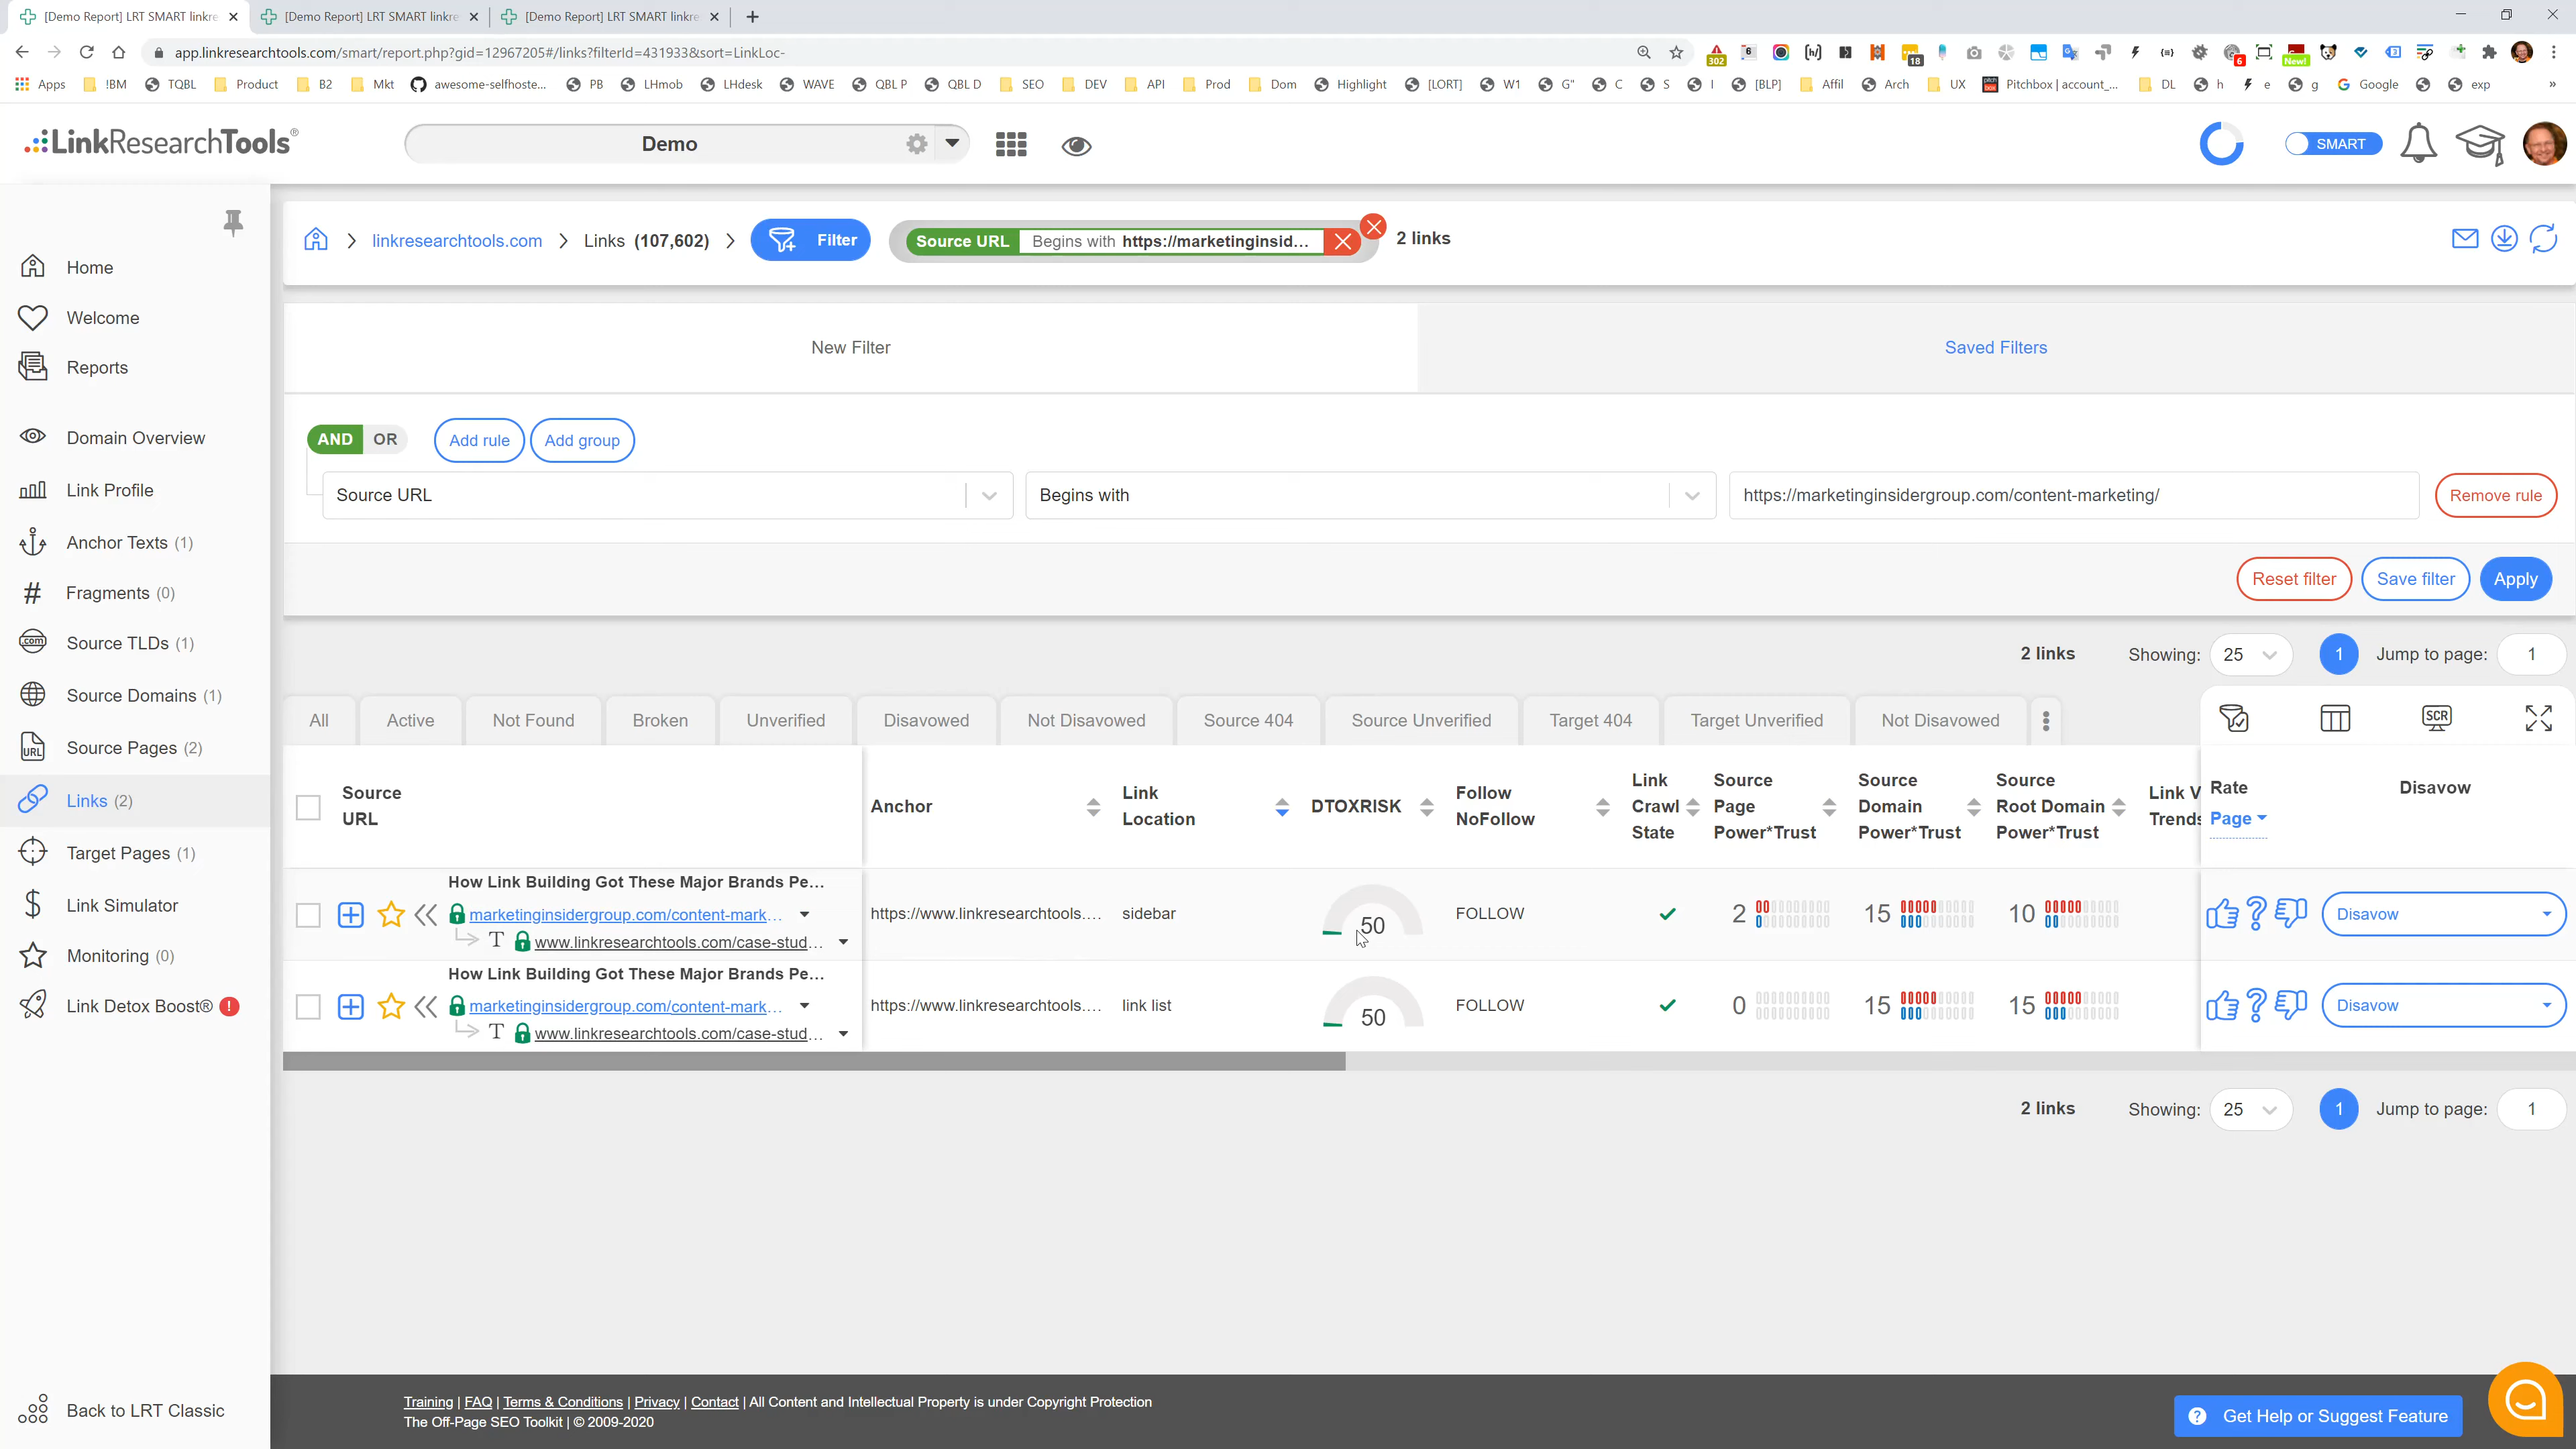 [Demo Report] LRT SMART linkre [Demo Report] LRT SMART linkre [Demo Report] LRT SMART linkre
app.linkresearchtools.com/smart/report.php?gid=12967205#/links?filterId=431933&sort=LinkLoc-
302 6 18 6 New!
Apps !BM TQBL Product B2 Mkt awesome-selfhoste... PB LHmob LHdesk WAVE QBL P QBL D SEO DEV API Prod Dom Highlight [LORT] W1 G" C S I [BLP] Affil Arch UX Pitchbox | account_... DL h e g Google exp »
LinkResearchTools®
Demo
SMART
linkresearchtools.com Links (107,602) Filter Source URL Begins with https://marketinginsid... 2 links
Home
Welcome
Reports
Domain Overview
Link Profile
Anchor Texts (1)
Fragments (0)
Source TLDs (1)
Source Domains (1)
Source Pages (2)
Links (2)
Target Pages (1)
Link Simulator
Monitoring (0)
Link Detox Boost® !
Back to LRT Classic
New Filter Saved Filters
AND OR Add rule Add group
Source URL Begins with https://marketinginsidergroup.com/content-marketing/ Remove rule
Reset filter Save filter Apply
2 links Showing: 25 1 Jump to page: 1
All Active Not Found Broken Unverified Disavowed Not Disavowed Source 404 Source Unverified Target 404 Target Unverified Not Disavowed SCR
Source URL Anchor Link Location DTOXRISK Follow NoFollow Link Crawl State Source Page Power*Trust Source Domain Power*Trust Source Root Domain Power*Trust Link V Trends Rate Page Disavow
How Link Building Got These Major Brands Pe...
marketinginsidergroup.com/content-mark... https://www.linkresearchtools.... sidebar 50 FOLLOW 2 15 10 Disavow
T www.linkresearchtools.com/case-stud...
How Link Building Got These Major Brands Pe...
marketinginsidergroup.com/content-mark... https://www.linkresearchtools.... link list 50 FOLLOW 0 15 15 Disavow
T www.linkresearchtools.com/case-stud...
2 links Showing: 25 1 Jump to page: 1
Training | FAQ | Terms & Conditions | Privacy | Contact | All Content and Intellectual Property is under Copyright Protection
The Off-Page SEO Toolkit | © 2009-2020
Get Help or Suggest Feature